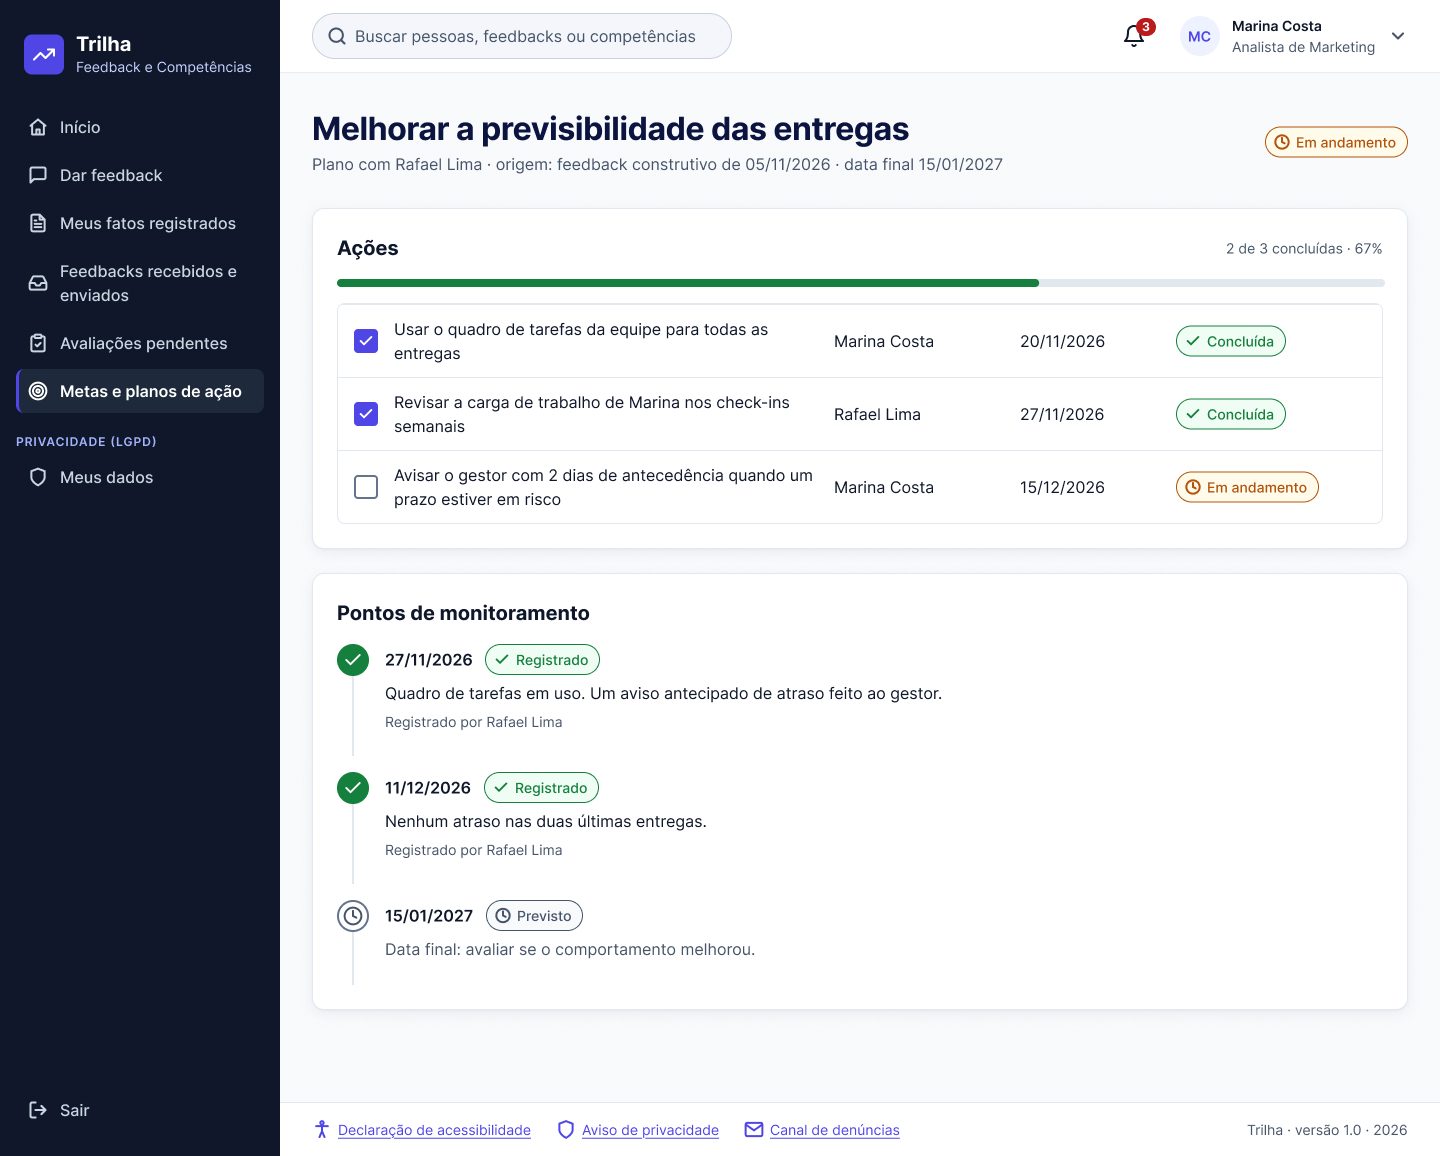 Trilha
Feedback e Competências
Início
Dar feedback
Meus fatos registrados
Feedbacks recebidos e
enviados
Avaliações pendentes
Metas e planos de ação
PRIVACIDADE (LGPD)
Meus dados
Sair
Buscar pessoas, feedbacks ou competências
3
MC
Marina Costa
Analista de Marketing
Melhorar a previsibilidade das entregas
Plano com Rafael Lima · origem: feedback construtivo de 05/11/2026 · data final 15/01/2027
Em andamento
Ações
2 de 3 concluídas · 67%
Usar o quadro de tarefas da equipe para todas as
entregas
Marina Costa
20/11/2026
Concluída
Revisar a carga de trabalho de Marina nos check-ins
semanais
Rafael Lima
27/11/2026
Concluída
Avisar o gestor com 2 dias de antecedência quando um
prazo estiver em risco
Marina Costa
15/12/2026
Em andamento
Pontos de monitoramento
27/11/2026
Registrado
Quadro de tarefas em uso. Um aviso antecipado de atraso feito ao gestor.
Registrado por Rafael Lima
11/12/2026
Registrado
Nenhum atraso nas duas últimas entregas.
Registrado por Rafael Lima
15/01/2027
Previsto
Data final: avaliar se o comportamento melhorou.
Declaração de acessibilidade
Aviso de privacidade
Canal de denúncias
Trilha · versão 1.0 · 2026